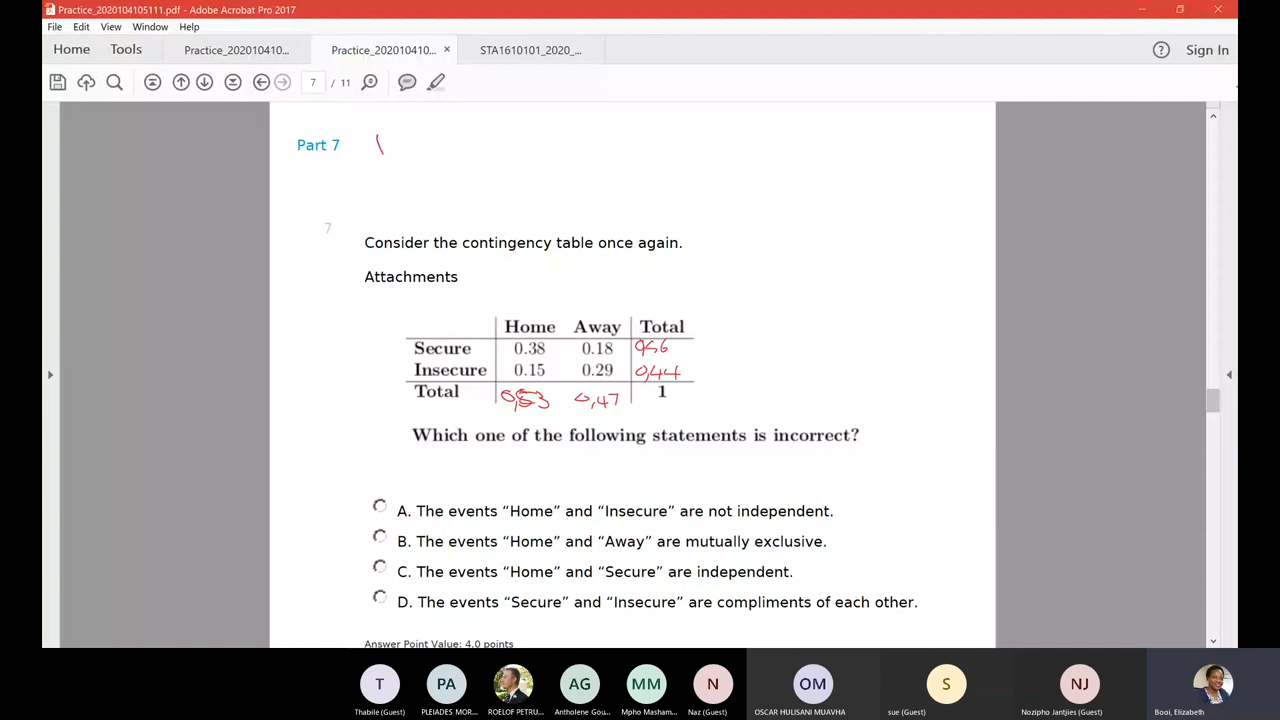 Practice_2020104105111.pdf - Adobe Acrobat Pro 2017
File Edit View Window Help
Home Tools Practice_202010410... Practice_202010410... × STA1610101_2020_... Sign In
7 / 11
Part 7
7
Consider the contingency table once again.
Attachments
Home Away Total
Secure 0.38 0.18 0,56
Insecure 0.15 0.29 0,44
Total 0,53 0,47 1
Which one of the following statements is incorrect?
A. The events “Home” and “Insecure” are not independent.
B. The events “Home” and “Away” are mutually exclusive.
C. The events “Home” and “Secure” are independent.
D. The events “Secure” and “Insecure” are compliments of each other.
Answer Point Value: 4.0 points
T PA AG MM N OM S NJ
Thabile (Guest) PLEIADES MOR... ROELOF PETRU... Antholene Gou... Mpho Masham... Naz (Guest) OSCAR HULISANI MUAVHA sue (Guest) Nozipho Jantjies (Guest) Booi, Elizabeth